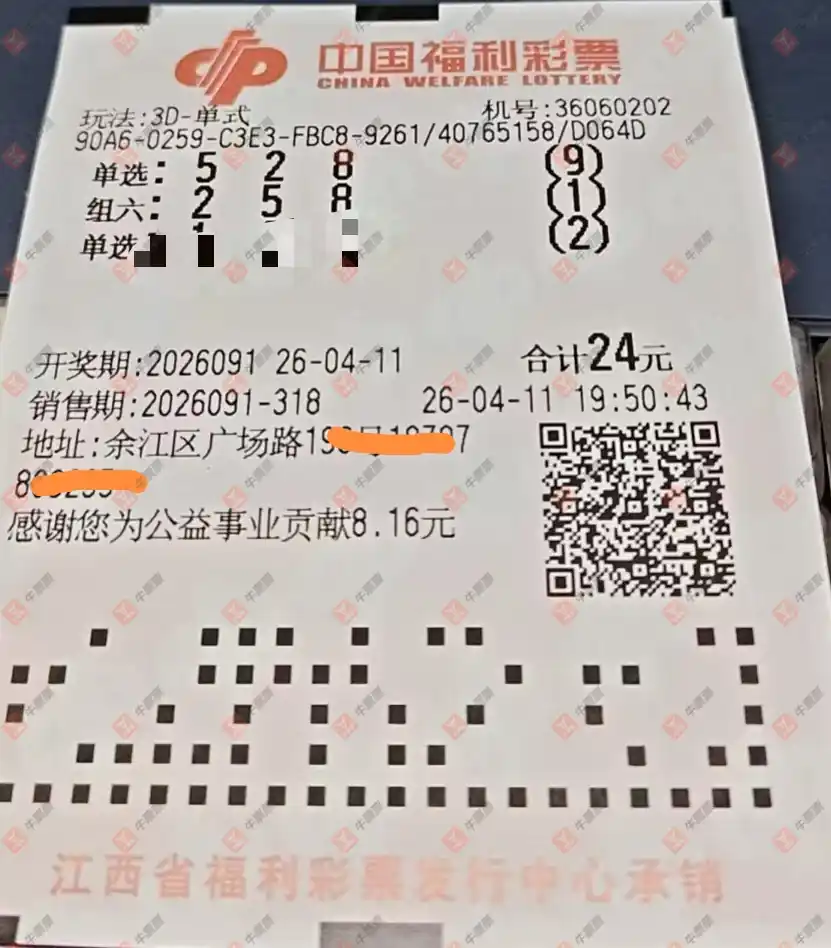 中国福利彩票
CHINA WELFARE LOTTERY
玩法:3D-单式 机号:36060202
90A6-0259-C3E3-FBC8-9261/40765158/D064D
单选: 5 2 8 (9)
组六: 2 5 8 (1)
单选 (2)
开奖期:2026091 26-04-11 合计24元
销售期:2026091-318 26-04-11 19:50:43
地址:余江区广场路19 7
8
感谢您为公益事业贡献8.16元
江西省福利彩票发行中心承销